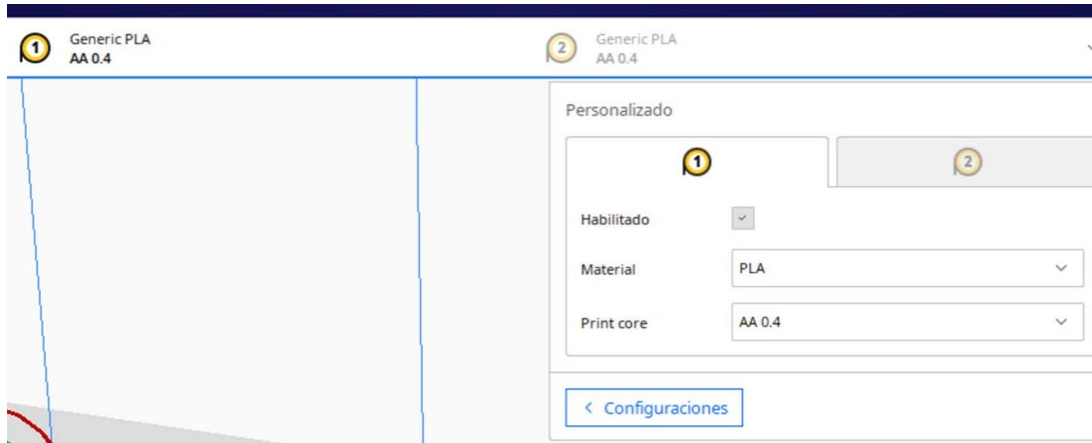 1
Generic PLA
AA 0.4
2
Generic PLA
AA 0.4
Personalizado
1
2
Habilitado
Material
PLA
Print core
AA 0.4
< Configuraciones